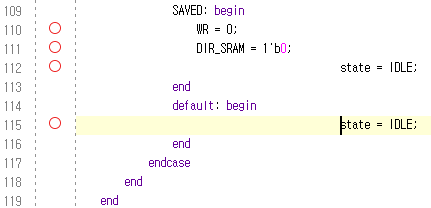 109 SAVED: begin
110 WR = 0;
111 DIR_SRAM = 1'b0;
112 state = IDLE;
113 end
114 default: begin
115 state = IDLE;
116 end
117 endcase
118 end
119 end